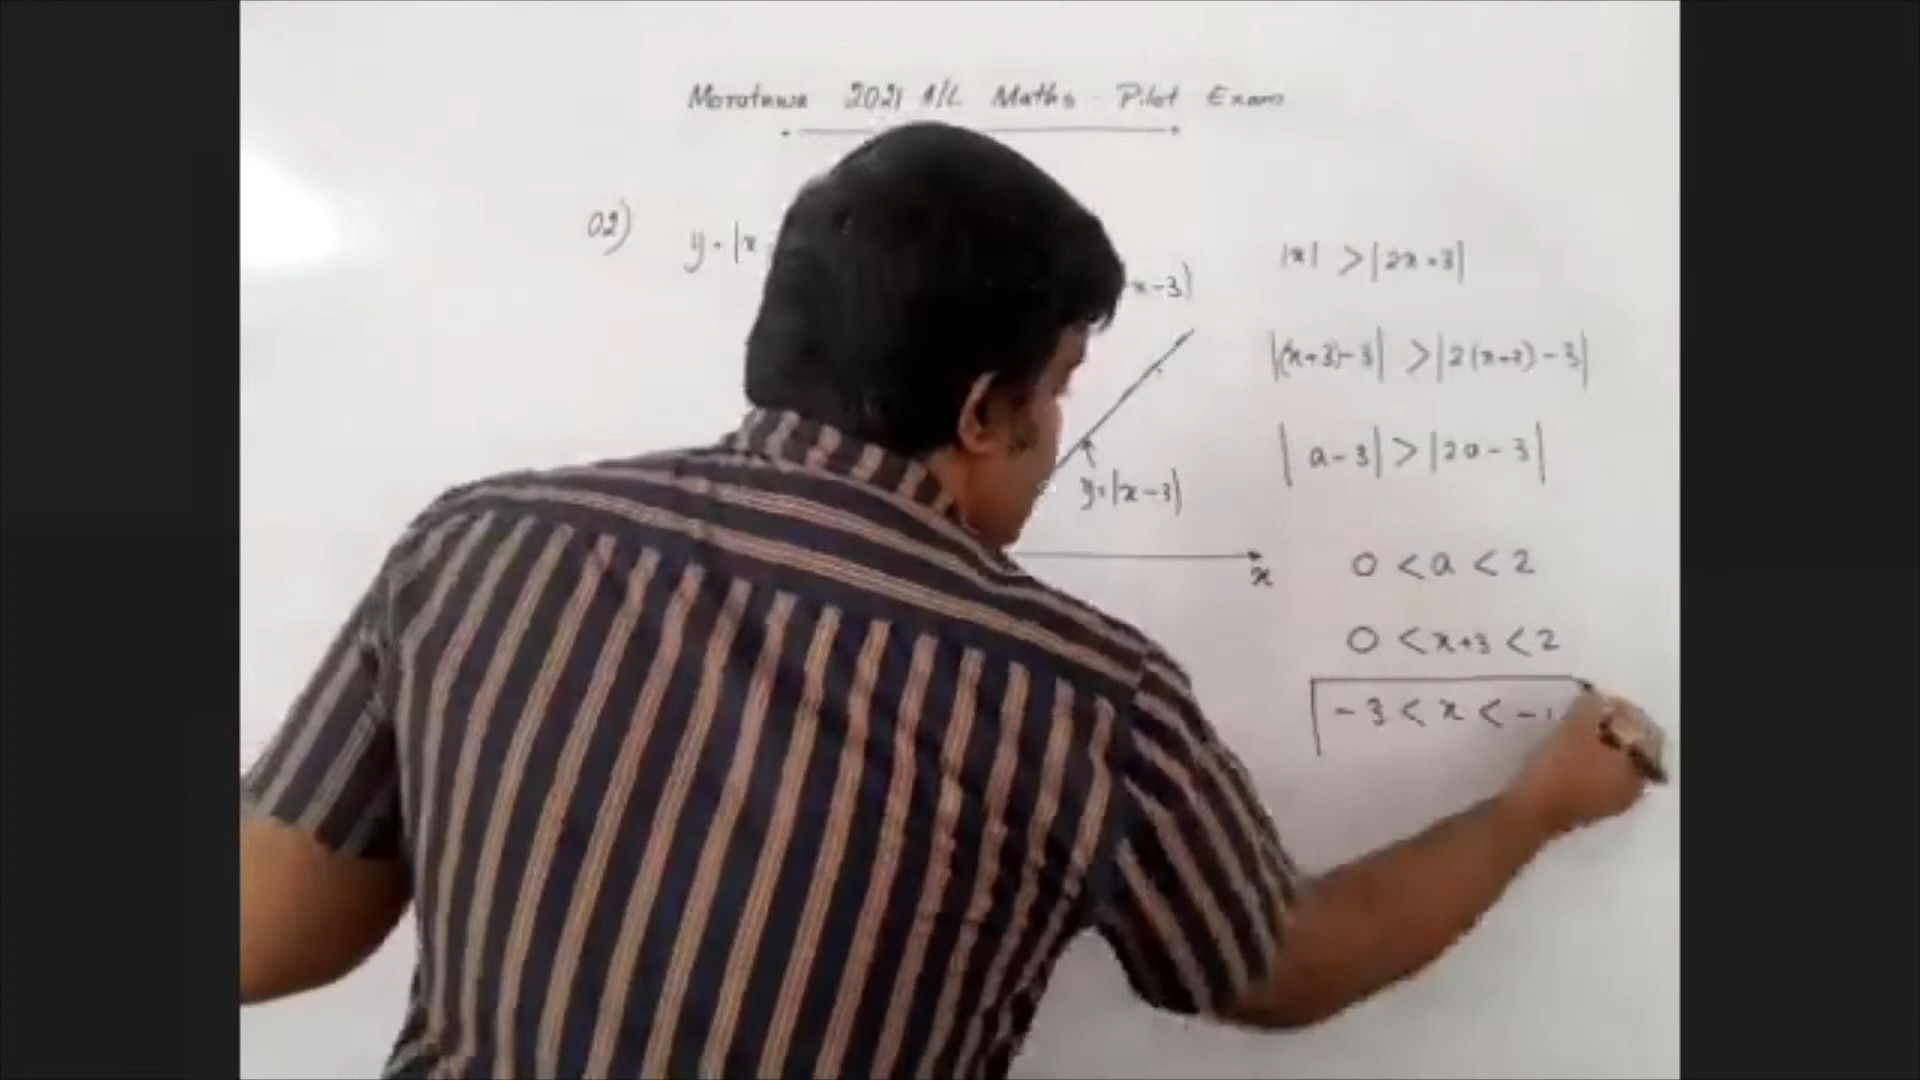 Moratuwa 2021 A/L Maths - Pilot Exam
02)
y = |x
x-3|
y=|x-3|
x
|x| > |2x+3|
|(x+3)-3| > |2(x+3)-3|
| a-3| > |2a-3|
0 < a < 2
0 < x+3 < 2
-3 < x < -1